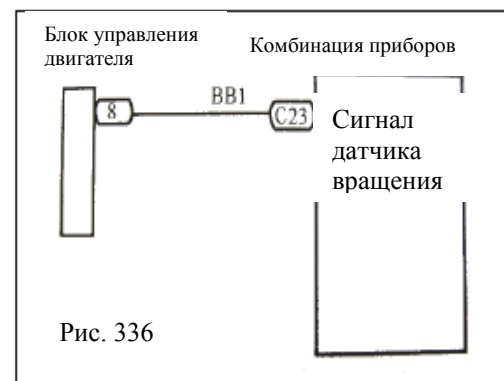 Блок управления
двигателя
Комбинация приборов
8
BB1
C23
Сигнал
датчика
вращения
Рис. 336